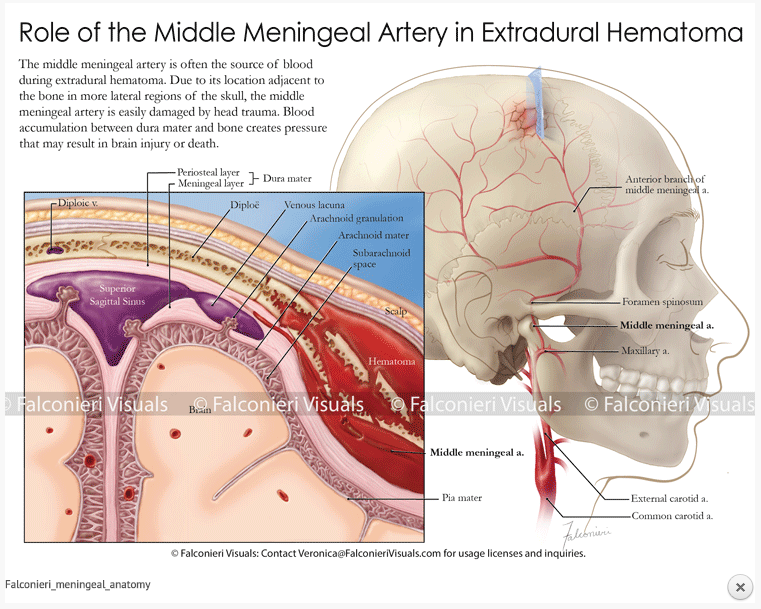 Role of the Middle Meningeal Artery in Extradural Hematoma
The middle meningeal artery is often the source of blood
during extradural hematoma. Due to its location adjacent to
the bone in more lateral regions of the skull, the middle
meningeal artery is easily damaged by head trauma. Blood
accumulation between dura mater and bone creates pressure
that may result in brain injury or death.
Periosteal layer
Meningeal layer
Dura mater
Diploic v.
Diploë
Venous lacuna
Arachnoid granulation
Arachnoid mater
Subarachnoid
space
Superior
Sagittal Sinus
Scalp
Hematoma
Brain
Middle meningeal a.
Pia mater
Anterior branch of
middle meningeal a.
Foramen spinosum
Middle meningeal a.
Maxillary a.
© Falconieri Visuals © Falconieri Visuals © Falconieri Visuals © Falconieri Visuals
External carotid a.
Common carotid a.
Falconieri
© Falconieri Visuals: Contact Veronica@FalconieriVisuals.com for usage licenses and inquiries.
Falconieri_meningeal_anatomy